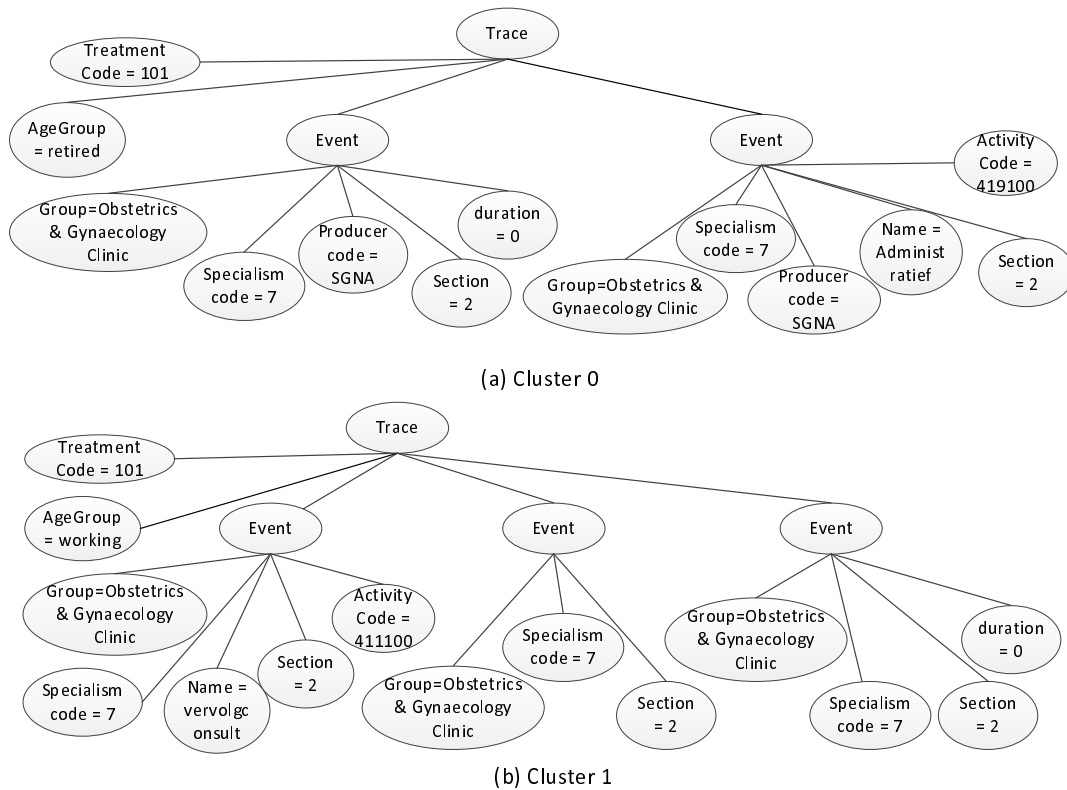 Trace
Treatment
Code = 101
AgeGroup
= retired
Event
Group=Obstetrics
& Gynaecology
Clinic
Specialism
code = 7
Producer
code =
SGNA
Section
= 2
duration
= 0
Event
Group=Obstetrics &
Gynaecology Clinic
Specialism
code = 7
Producer
code =
SGNA
Name =
Administ
ratief
Section
= 2
Activity
Code =
419100
(a) Cluster 0
Trace
Treatment
Code = 101
AgeGroup
= working
Event
Group=Obstetrics
& Gynaecology
Clinic
Specialism
code = 7
Name =
vervolgc
onsult
Section
= 2
Activity
Code =
411100
Event
Group=Obstetrics
& Gynaecology
Clinic
Specialism
code = 7
Section
= 2
Event
Group=Obstetrics
& Gynaecology
Clinic
Specialism
code = 7
Section
= 2
duration
= 0
(b) Cluster 1